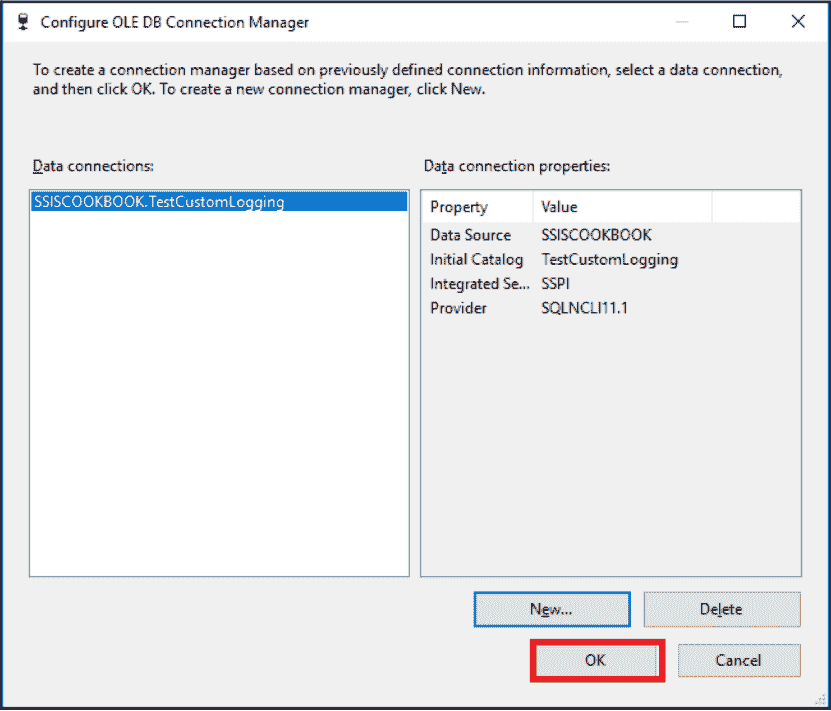 Configure OLE DB Connection Manager
To create a connection manager based on previously defined connection information, select a data connection,
and then click OK. To create a new connection manager, click New.
Data connections:
Data connection properties:
SSISCOOKBOOK.TestCustomLogging
Property Value
Data Source SSISCOOKBOOK
Initial Catalog TestCustomLogging
Integrated Se... SSPI
Provider SQLNCLI11.1
New... Delete
OK Cancel